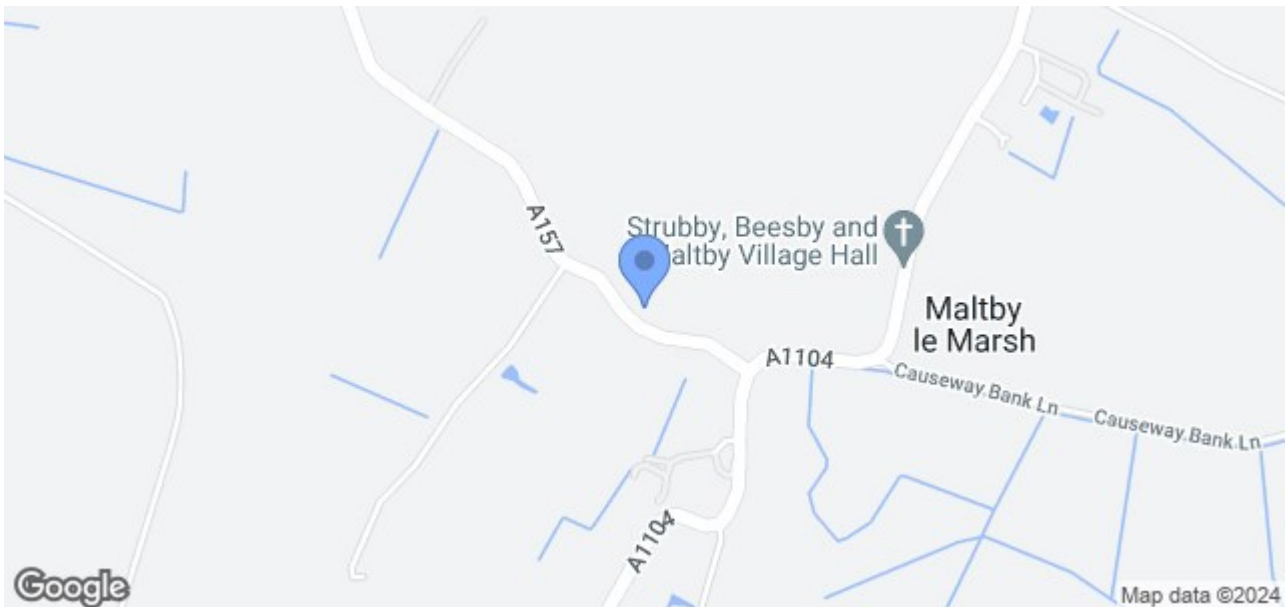 A157
Strubby, Beesby and
altby Village Hall
Maltby
le Marsh
A1104
Causeway Bank Ln
Causeway Bank Ln
A1104
Google
Map data ©2024